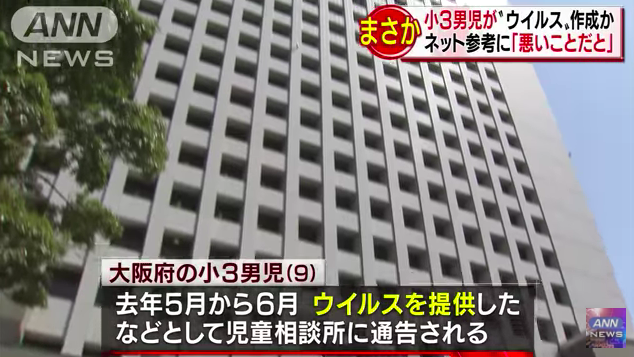 ANN
NEWS
まさか
小3男児が〝ウイルス〟作成か
ネット参考に「悪いことだと」
大阪府の小3男児(9)
去年5月から6月 ウイルスを提供した
などとして児童相談所に通告される
ANN
NEWS